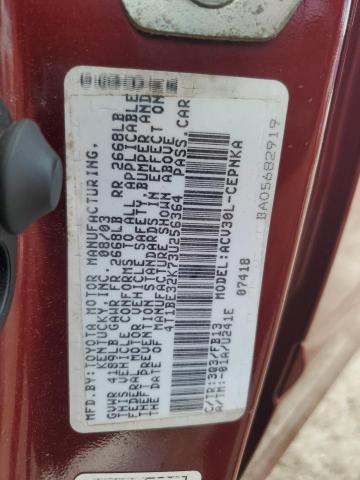 MFD.BY:TOYOTA MOTOR MANUFACTURING,
KENTUCKY, INC. 08/03
GVWR 4189LB GAWR FR 2668LB RR 2668LB
THIS VEHICLE CONFORMS TO ALL APPLICABLE
FEDERAL MOTOR VEHICLE SAFETY, BUMPER AND
THEFT PREVENTION STANDARDS IN EFFECT ON
THE DATE OF MANUFACTURE SHOWN ABOVE.
4T1BE32K73U256364 PASS. CAR
C/TR:3Q3/FB13 MODEL:ACV30L-CEPNKA
A/TM:-01A/U241E 07418
BA05682919